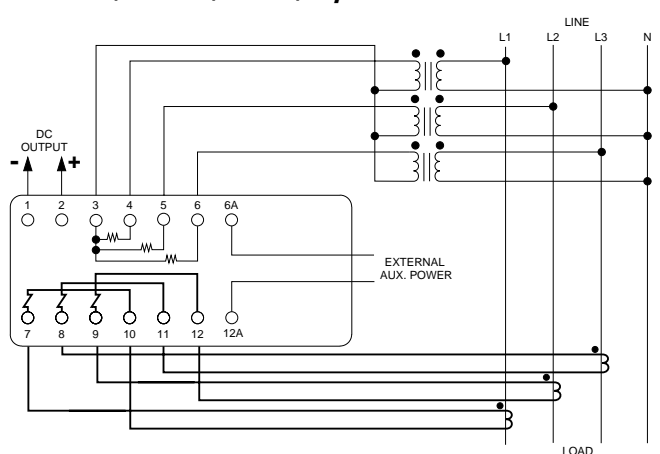 LINE
L1 L2 L3 N
DC
OUTPUT
- +
1 2 3 4 5 6 6A
EXTERNAL
AUX. POWER
7 8 9 10 11 12 12A
LOAD